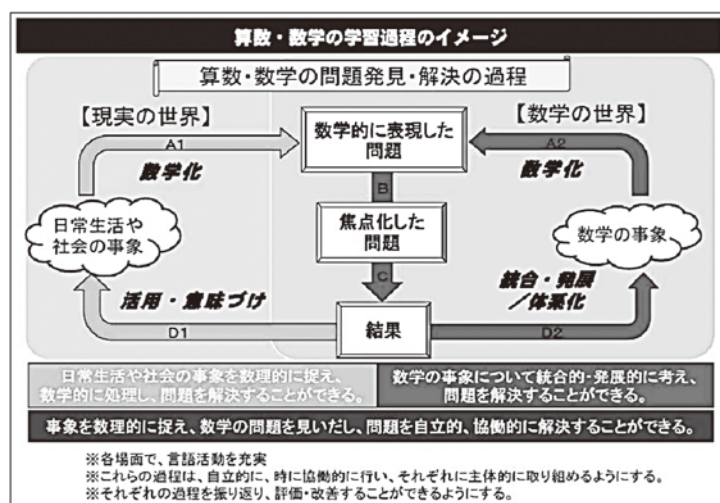 算数・数学の学習過程のイメージ
算数・数学の問題発見・解決の過程
【現実の世界】
【数学の世界】
数学的に表現した
問題
A1
A2
数学化
数学化
B
日常生活や
社会の事象
焦点化した
問題
数学の事象
C
活用・意味づけ
統合・発展
/体系化
結果
D1
D2
日常生活や社会の事象を数理的に捉え、
数学的に処理し、問題を解決することができる。
数学の事象について統合的・発展的に考え、
問題を解決することができる。
事象を数理的に捉え、数学の問題を見いだし、問題を自立的、協働的に解決することができる。
※各場面で、言語活動を充実
※これらの過程は、自立的に、時に協働的に行い、それぞれに主体的に取り組めるようにする。
※それぞれの過程を振り返り、評価・改善することができるようにする。